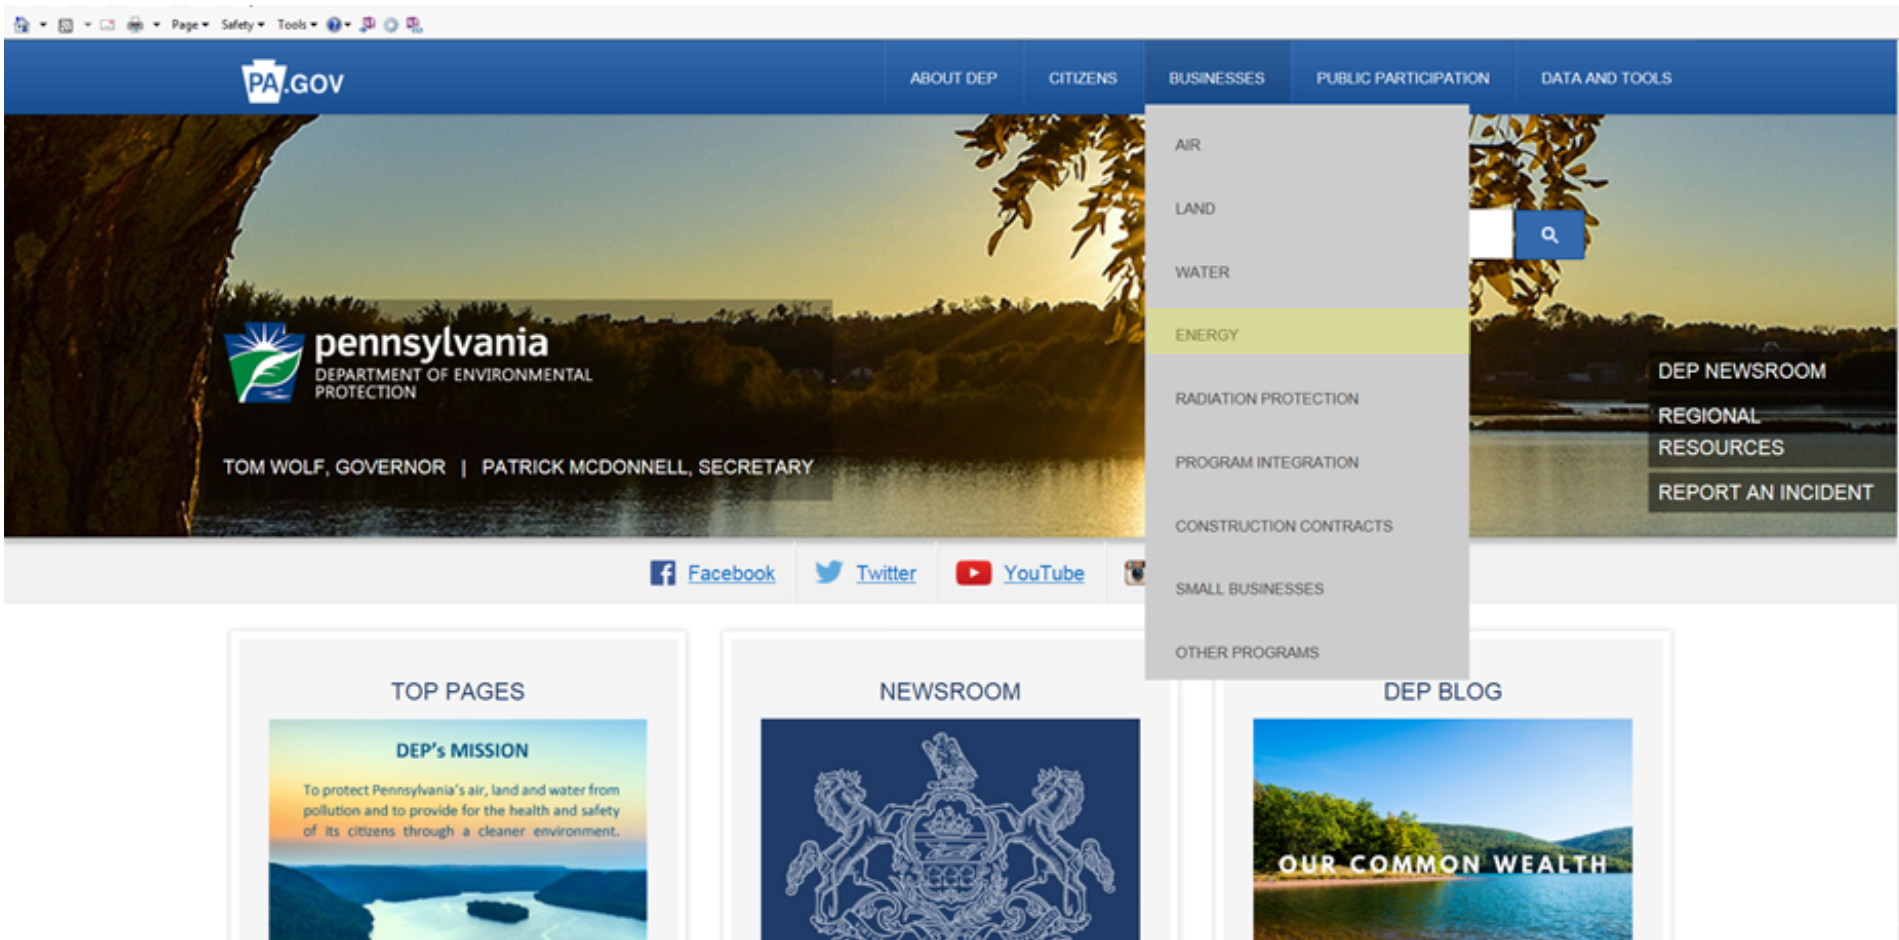 Page Safety Tools
PA.GOV
ABOUT DEP
CITIZENS
BUSINESSES
PUBLIC PARTICIPATION
DATA AND TOOLS
AIR
LAND
WATER
ENERGY
RADIATION PROTECTION
PROGRAM INTEGRATION
CONSTRUCTION CONTRACTS
SMALL BUSINESSES
OTHER PROGRAMS
pennsylvania
DEPARTMENT OF ENVIRONMENTAL
PROTECTION
TOM WOLF, GOVERNOR | PATRICK MCDONNELL, SECRETARY
DEP NEWSROOM
REGIONAL
RESOURCES
REPORT AN INCIDENT
Facebook
Twitter
YouTube
TOP PAGES
DEP's MISSION
To protect Pennsylvania's air, land and water from
pollution and to provide for the health and safety
of its citizens through a cleaner environment.
NEWSROOM
DEP BLOG
OUR COMMON WEALTH